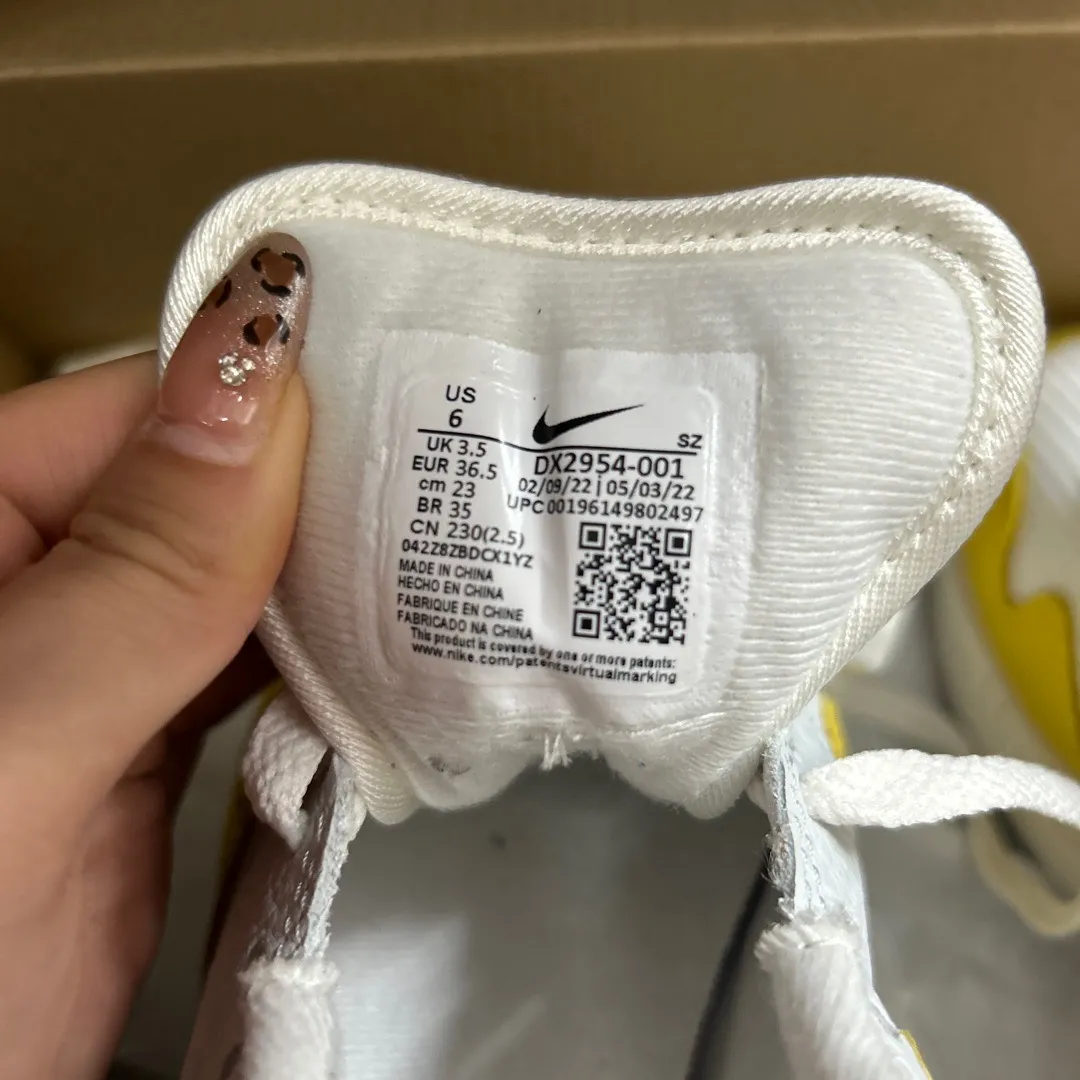 US
6
SZ
UK 3.5
EUR 36.5
cm 23
BR 35
CN 230(2.5)
DX2954-001
02/09/22 | 05/03/22
UPC 00196149802497
042Z8ZBDCX1YZ
MADE IN CHINA
HECHO EN CHINA
FABRIQUE EN CHINE
FABRICADO NA CHINA
This product is covered by one or more patents:
www.nike.com/patentsvirtualmarking